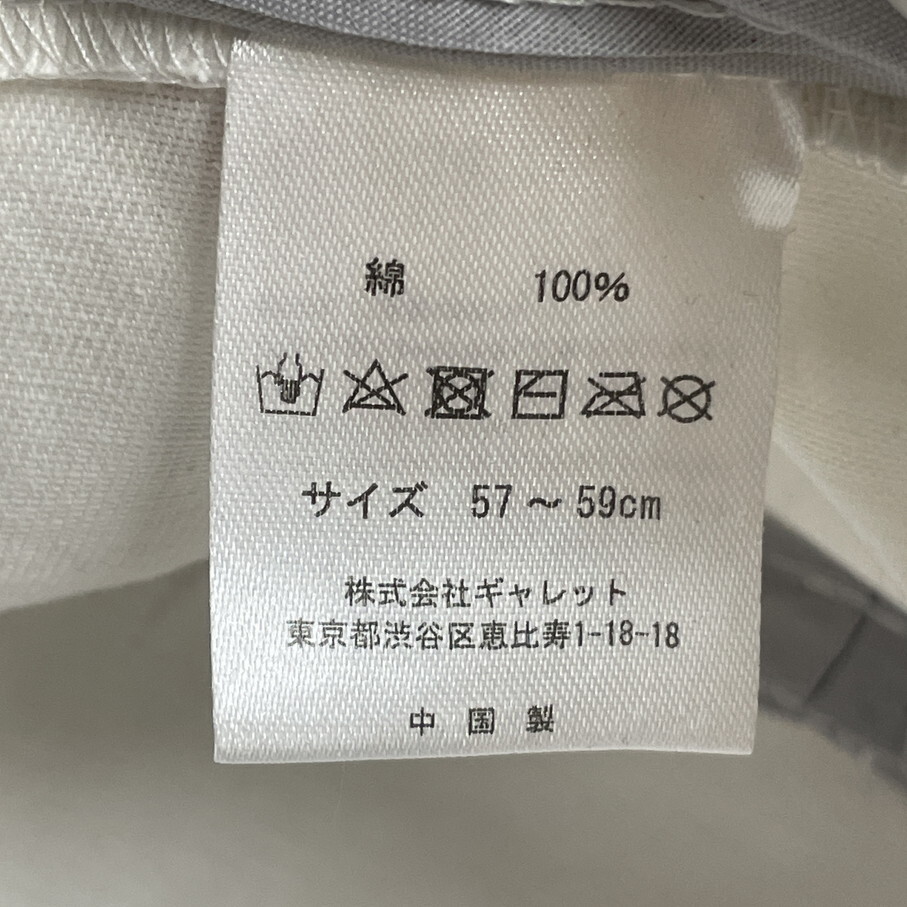 綿 100%
サイズ 57～59cm
株式会社ギャレット
東京都渋谷区恵比寿1-18-18
中国製